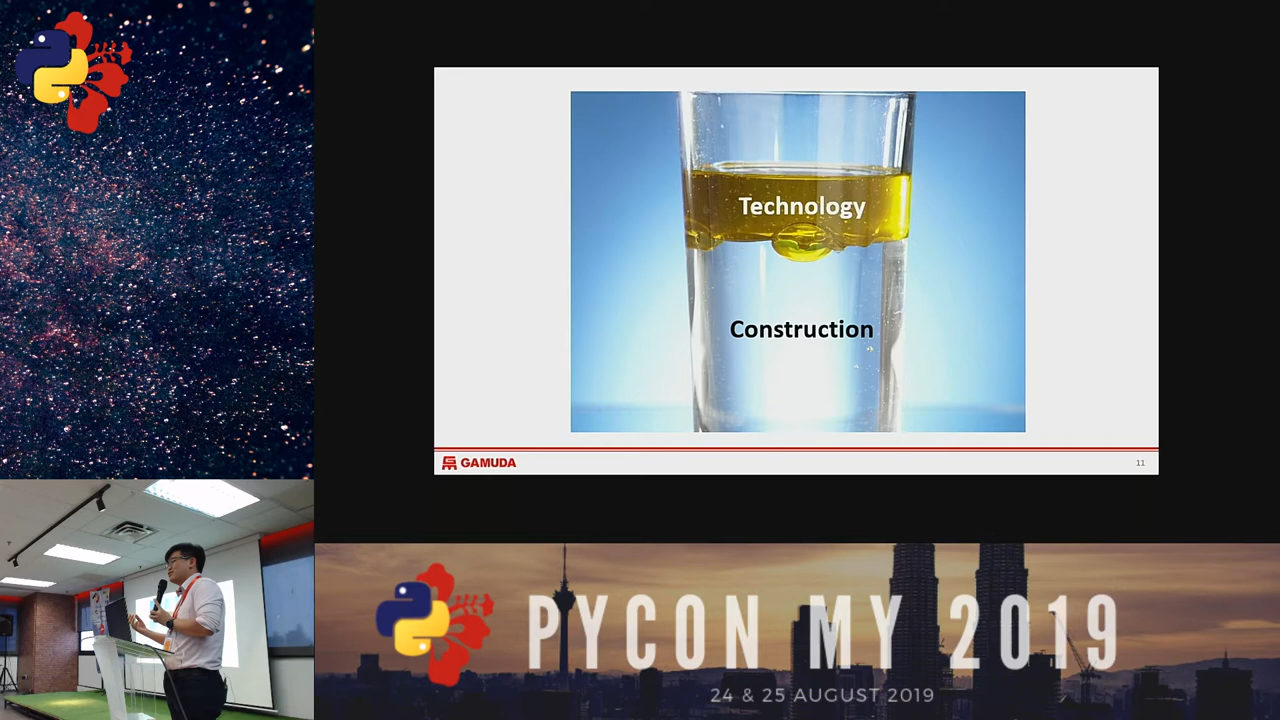 Technology
Construction
GAMUDA
11
PYCON MY 2019
24 & 25 AUGUST 2019